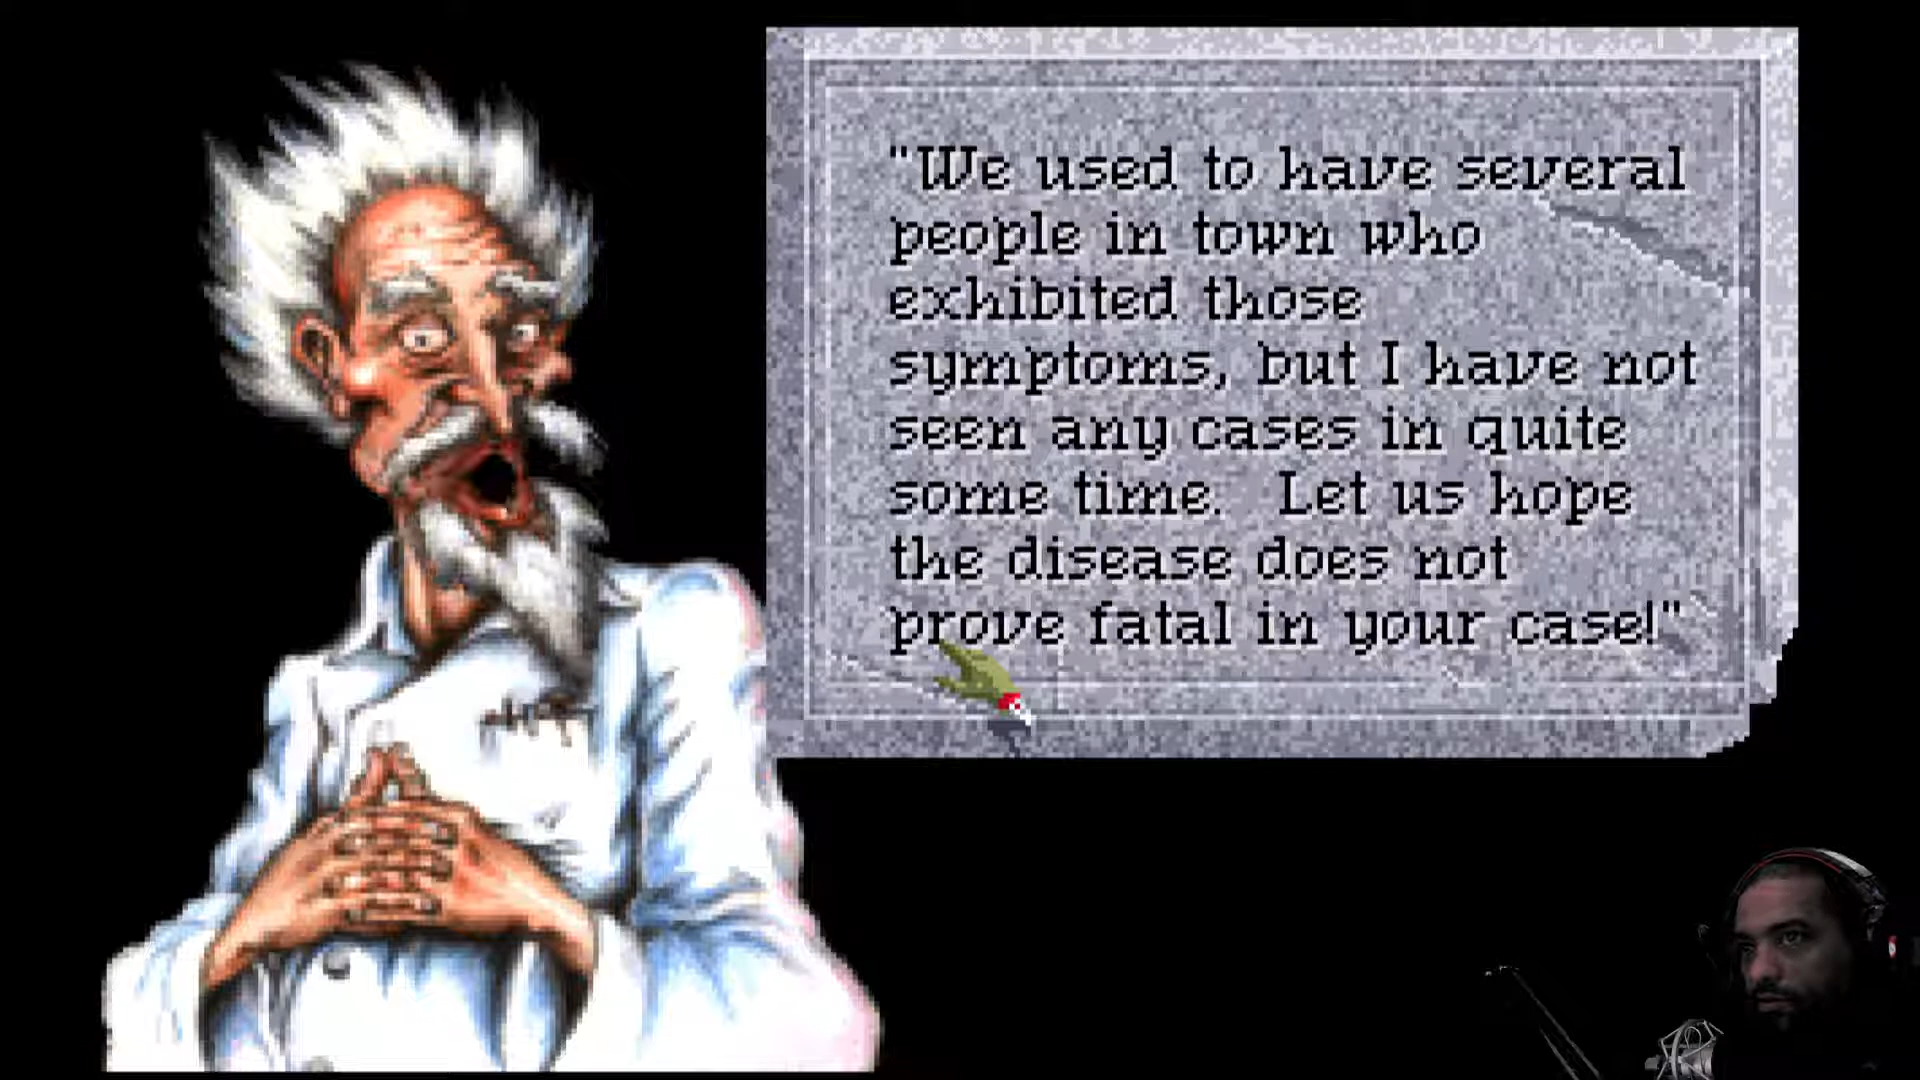 "We used to have several
people in town who
exhibited those
symptoms, but I have not
seen any cases in quite
some time.  Let us hope
the disease does not
prove fatal in your case!"